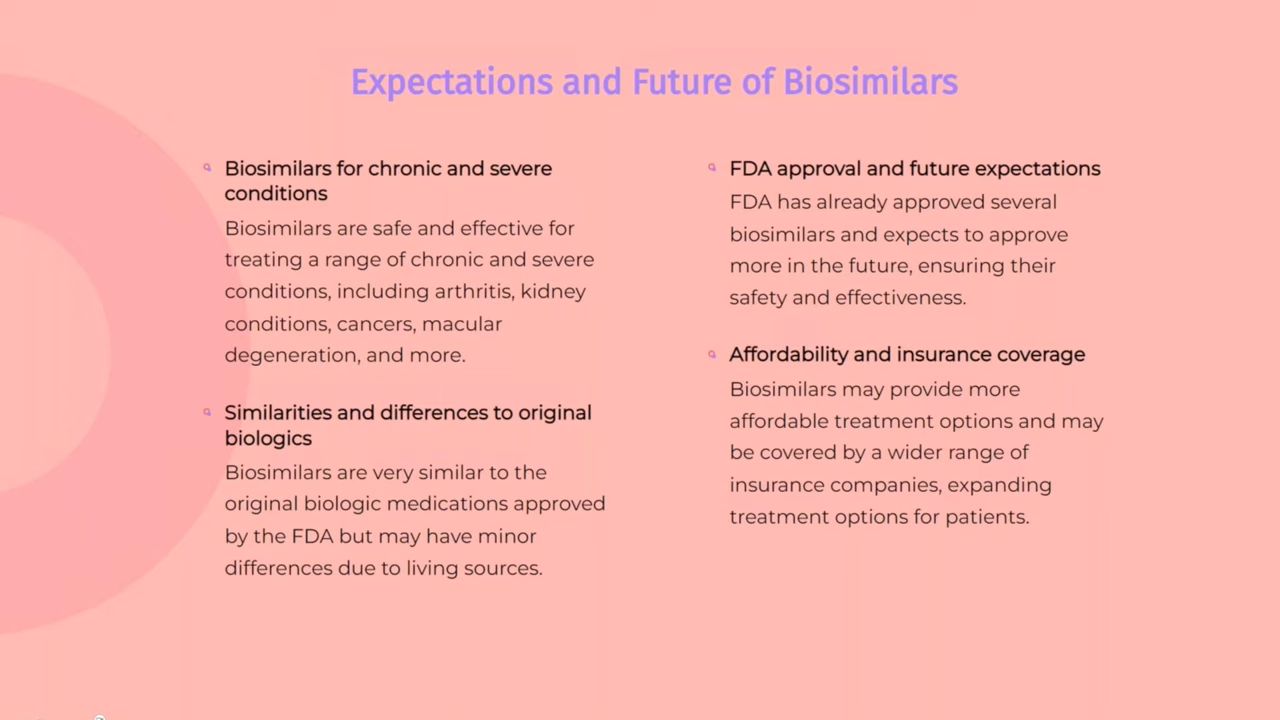 Expectations and Future of Biosimilars
Biosimilars for chronic and severe
conditions
Biosimilars are safe and effective for
treating a range of chronic and severe
conditions, including arthritis, kidney
conditions, cancers, macular
degeneration, and more.
Similarities and differences to original
biologics
Biosimilars are very similar to the
original biologic medications approved
by the FDA but may have minor
differences due to living sources.
FDA approval and future expectations
FDA has already approved several
biosimilars and expects to approve
more in the future, ensuring their
safety and effectiveness.
Affordability and insurance coverage
Biosimilars may provide more
affordable treatment options and may
be covered by a wider range of
insurance companies, expanding
treatment options for patients.